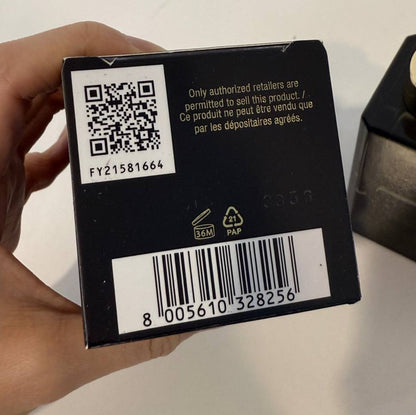 Only authorized retailers are
permitted to sell this product. /
Ce produit ne peut être vendu que
par les dépositaires agréés.
FY21581664
36M
21
PAP
8 005610 328256